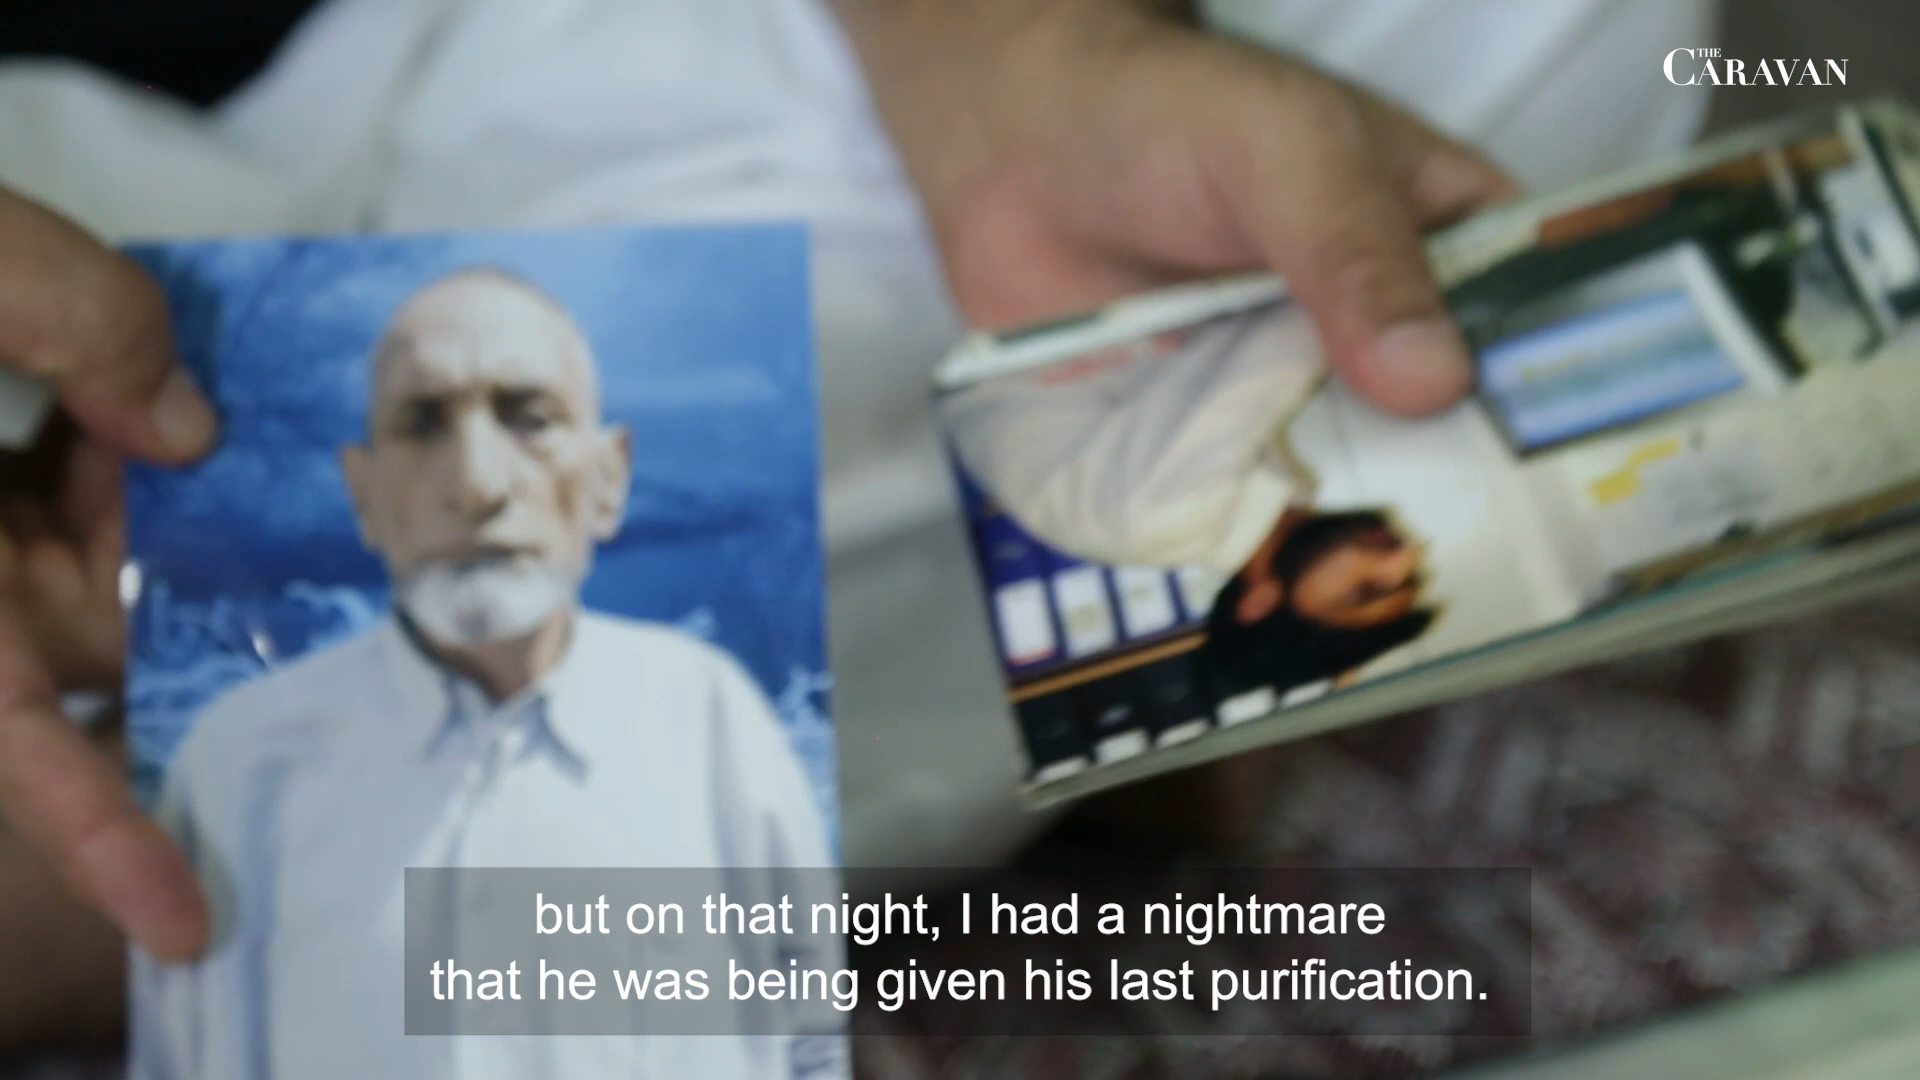 THE CARAVAN
but on that night, I had a nightmare
that he was being given his last purification.